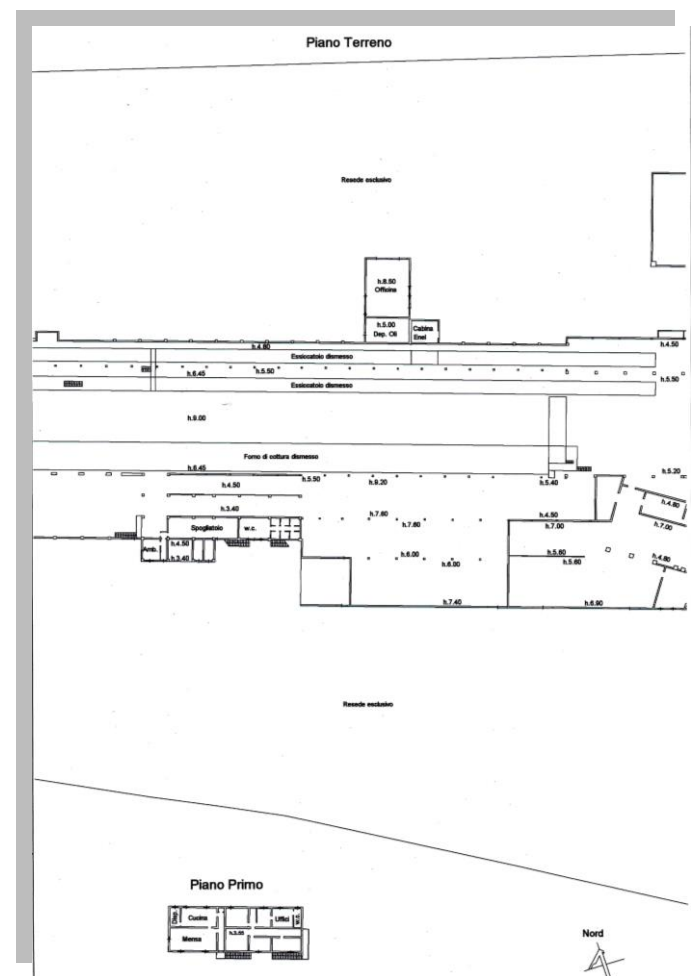 Piano Terreno
Resede esclusivo
h.8.50
Officina
h.5.00
Dep. Oli
Cabina
Enel
h.4.50
h.4.60
Essiccatoio dismesso
h.5.50
h.6.45
h.5.50
Essiccatoio dismesso
h.8.00
Forno di cottura dismesso
h.6.45
h.5.50
h.8.20
h.5.40
h.5.20
h.4.50
h.3.40
h.7.60
h.7.60
h.4.50
h.7.00
h.4.80
h.7.00
Spogliatoio
w.c.
Amb.
h.4.50
h.3.40
h.6.00
h.6.00
h.5.60
h.5.60
h.4.80
h.7.40
h.6.90
Resede esclusivo
Piano Primo
Disp.
Cucina
Uffici
w.c.
Mensa
Nord